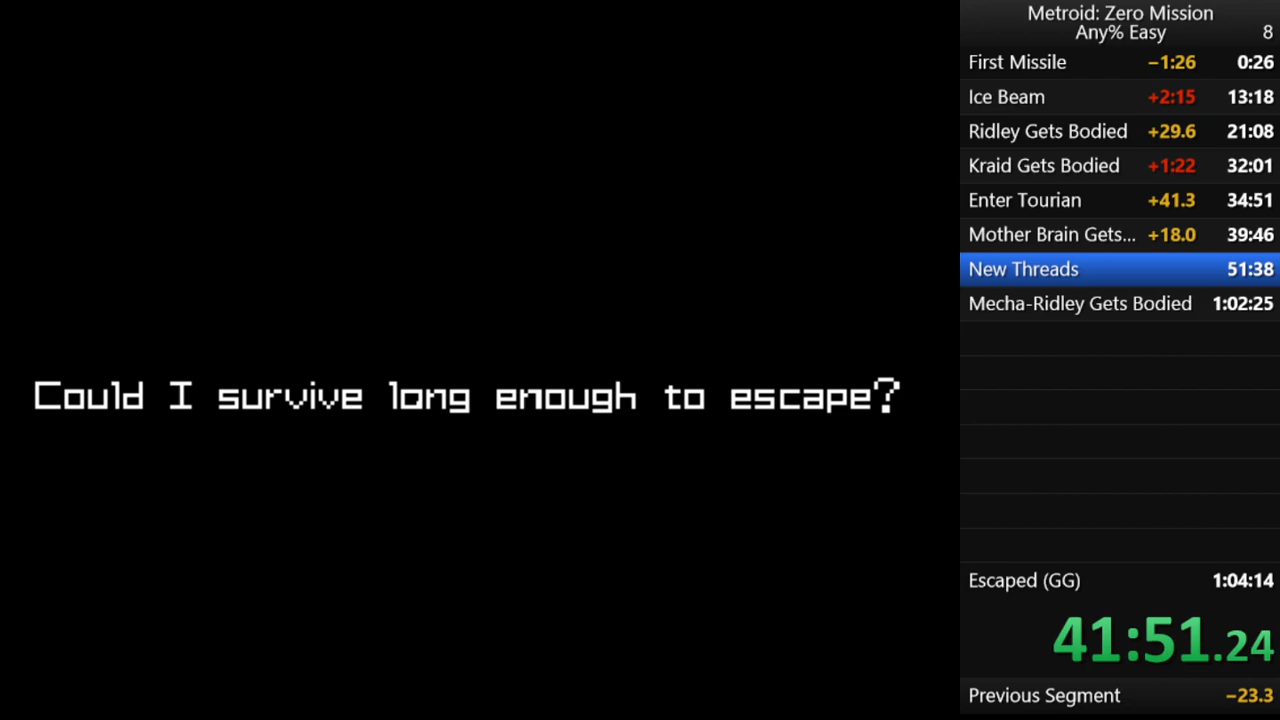 Could I survive long enough to escape?
Metroid: Zero Mission
Any% Easy 8
First Missile −1:26 0:26
Ice Beam +2:15 13:18
Ridley Gets Bodied +29.6 21:08
Kraid Gets Bodied +1:22 32:01
Enter Tourian +41.3 34:51
Mother Brain Gets... +18.0 39:46
New Threads 51:38
Mecha-Ridley Gets Bodied 1:02:25
Escaped (GG) 1:04:14
41:51.24
Previous Segment −23.3